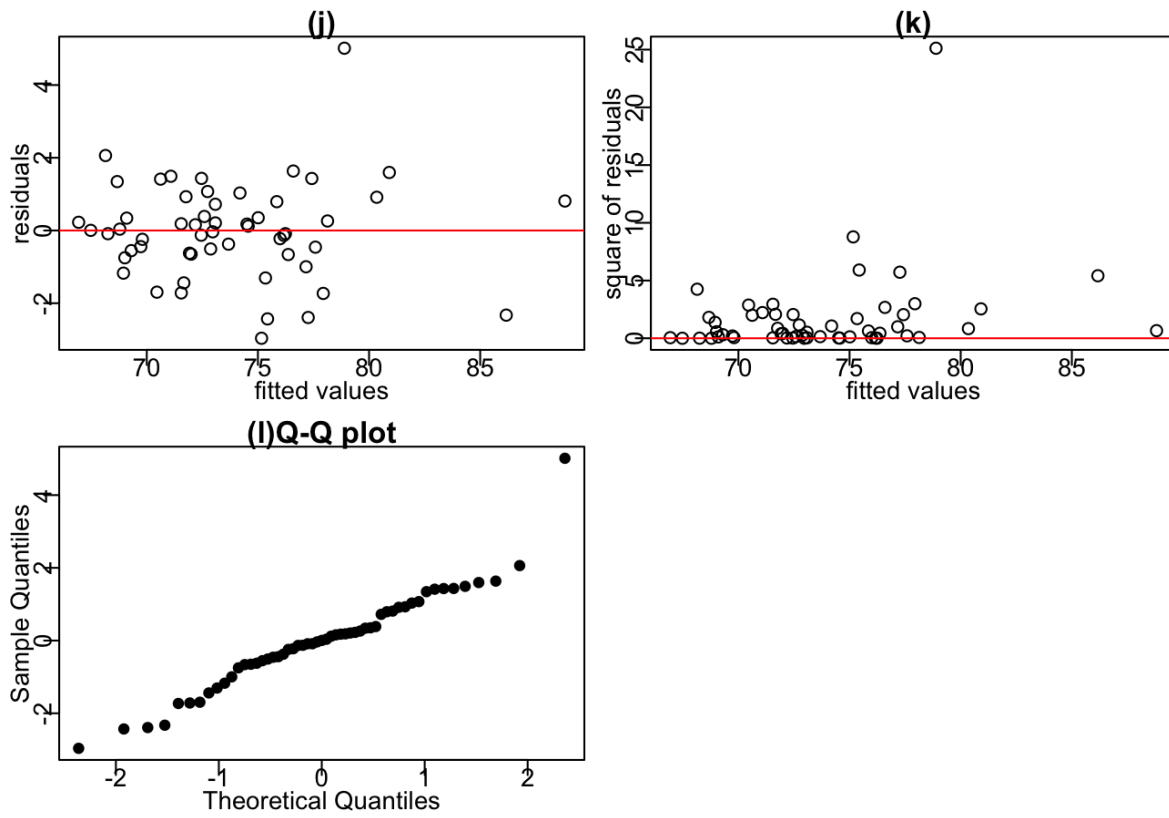 (j)
residuals
4
2
0
-2
70 75 80 85
fitted values
(k)
square of residuals
25
20
15
10
5
0
70 75 80 85
fitted values
(l)Q-Q plot
Sample Quantiles
4
2
0
-2
-2 -1 0 1 2
Theoretical Quantiles